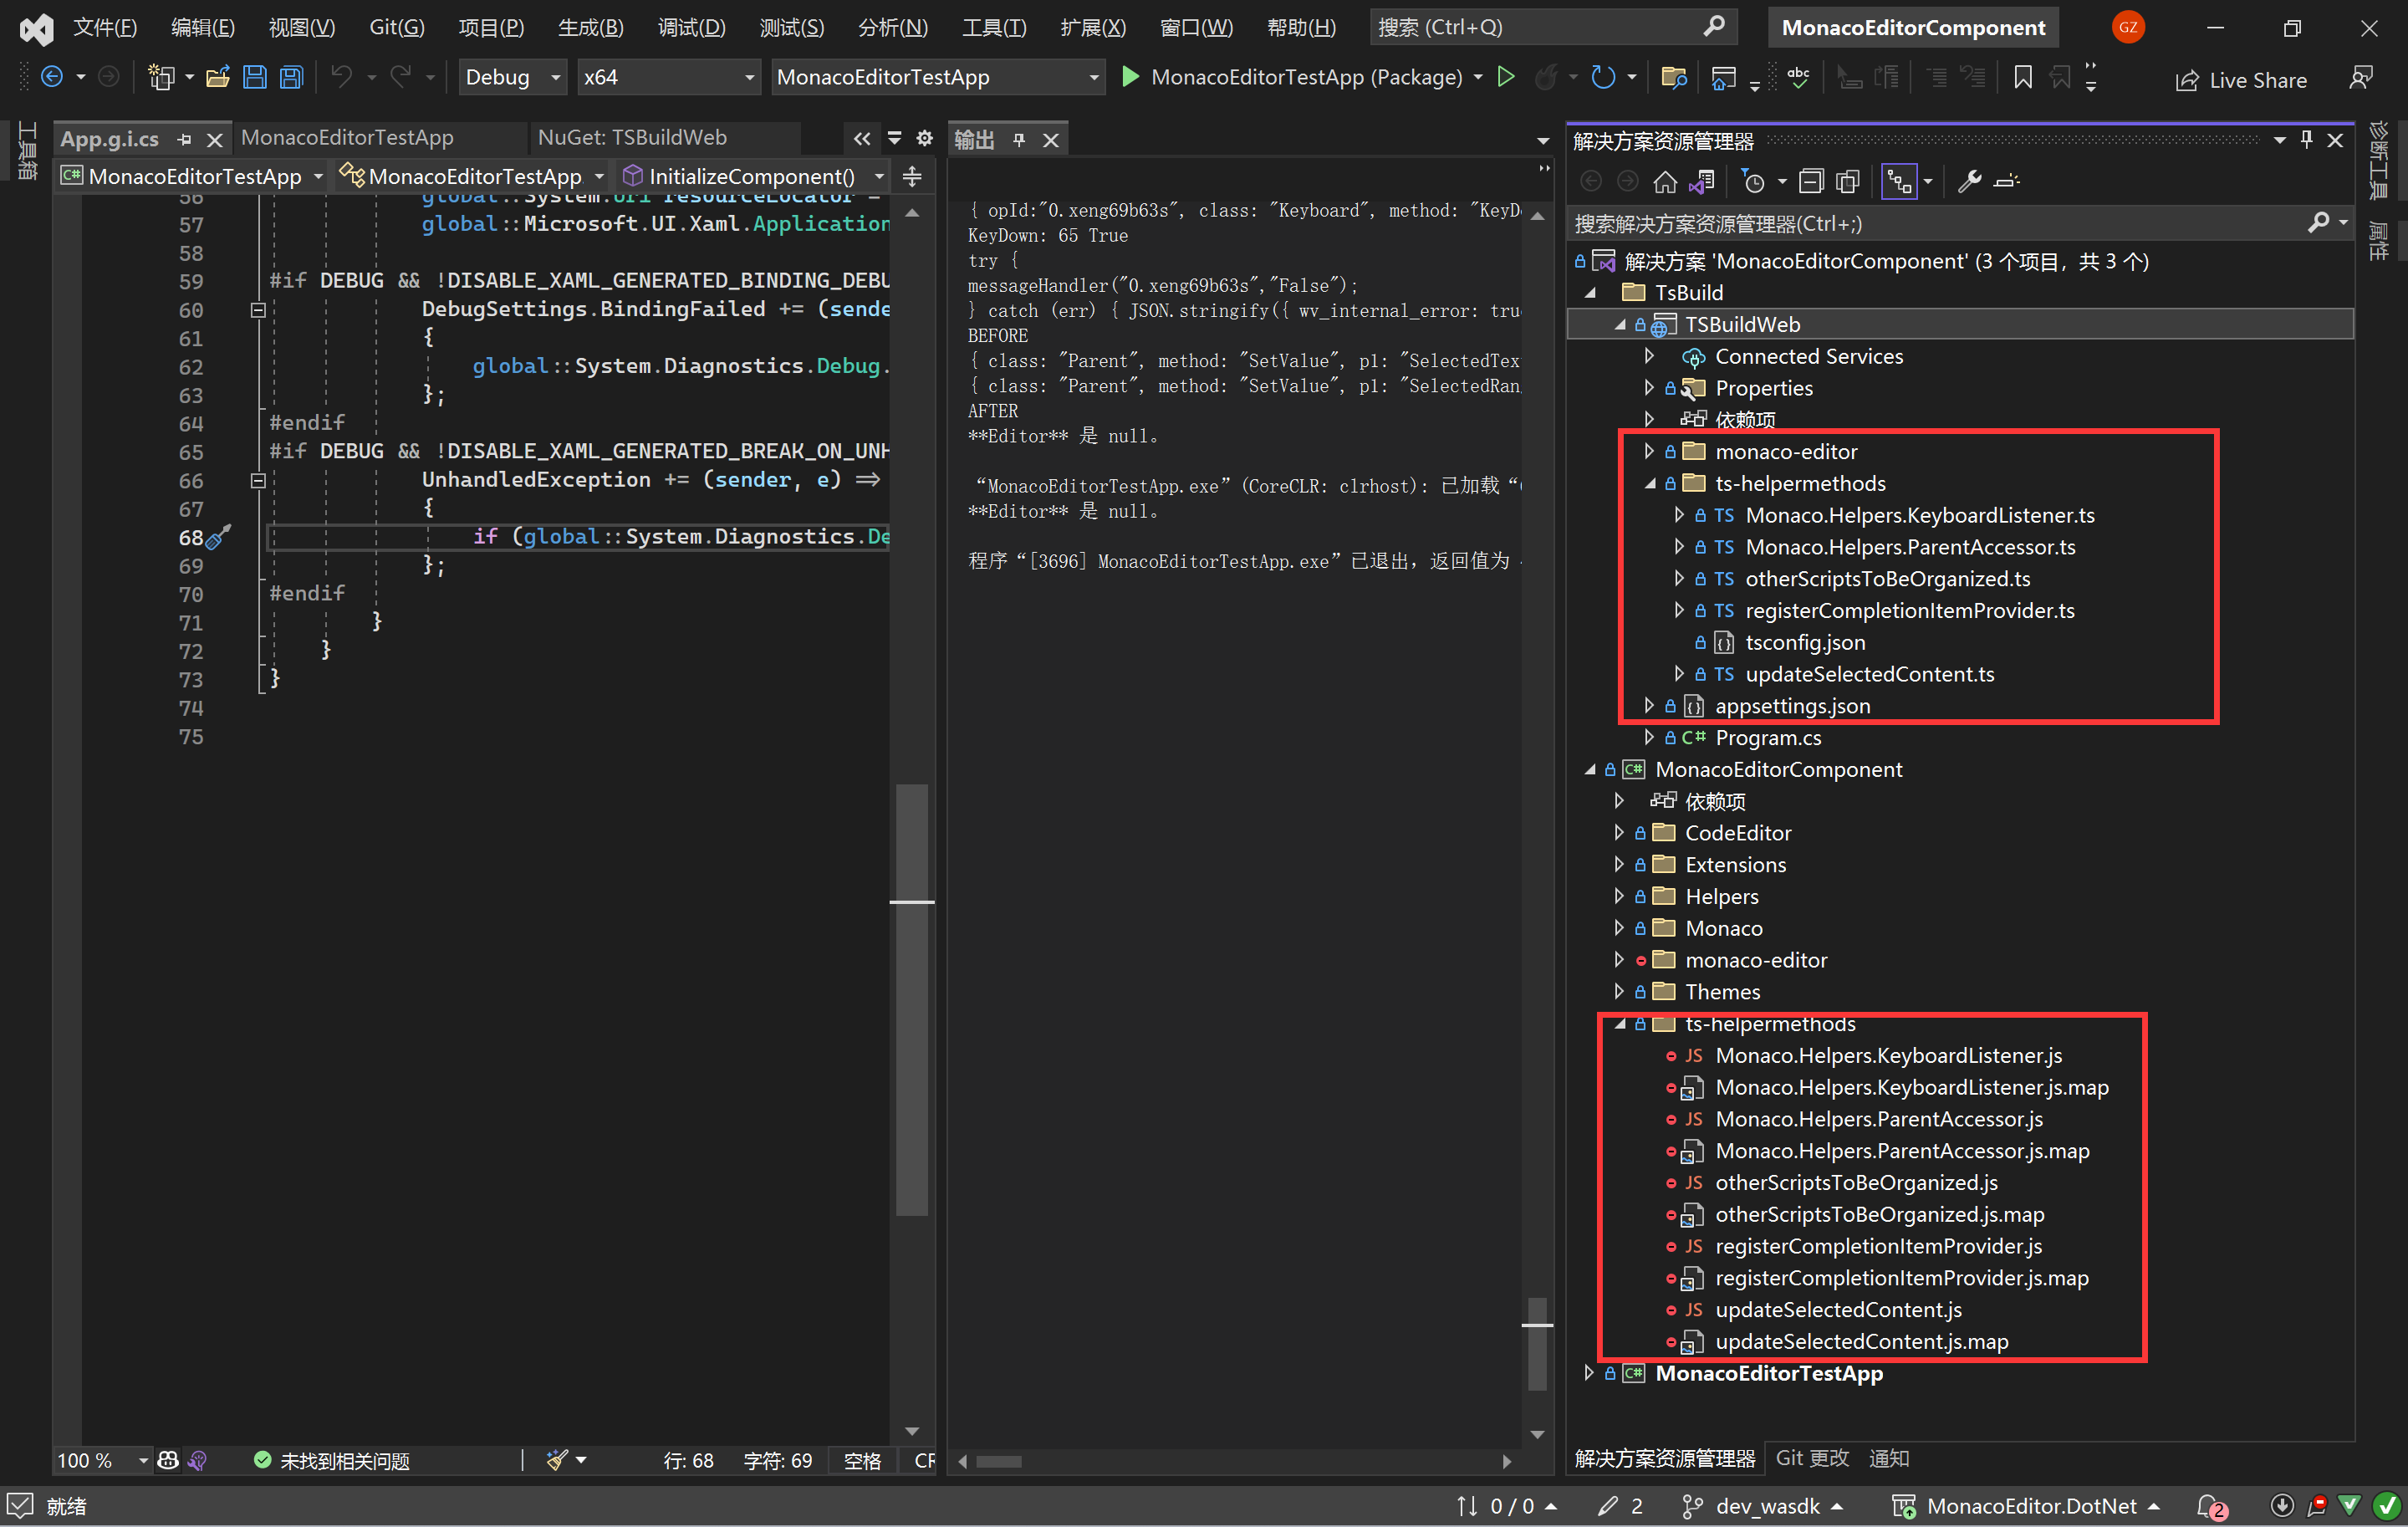 文件(F) 编辑(E) 视图(V) Git(G) 项目(P) 生成(B) 调试(D) 测试(S) 分析(N) 工具(T) 扩展(X) 窗口(W) 帮助(H) 搜索 (Ctrl+Q) MonacoEditorComponent GZ
Debug x64 MonacoEditorTestApp MonacoEditorTestApp (Package) abc Live Share
工具箱
App.g.i.cs MonacoEditorTestApp NuGet: TSBuildWeb
C# MonacoEditorTestApp MonacoEditorTestApp. InitializeComponent()
56 global::System.Uri resourceLocator =
57 global::Microsoft.UI.Xaml.Application
58
59 #if DEBUG && !DISABLE_XAML_GENERATED_BINDING_DEBU
60 DebugSettings.BindingFailed += (sende
61 {
62 global::System.Diagnostics.Debug.
63 };
64 #endif
65 #if DEBUG && !DISABLE_XAML_GENERATED_BREAK_ON_UNH
66 UnhandledException += (sender, e) =>
67 {
68 if (global::System.Diagnostics.De
69 };
70 #endif
71 }
72 }
73 }
74
75
100 % 未找到相关问题 行: 68 字符: 69 空格 CR
输出
{ opId:"0.xeng69b63s", class: "Keyboard", method: "KeyD
KeyDown: 65 True
try {
messageHandler("0.xeng69b63s","False");
} catch (err) { JSON.stringify({ wv_internal_error: true
BEFORE
{ class: "Parent", method: "SetValue", p1: "SelectedTex
{ class: "Parent", method: "SetValue", p1: "SelectedRan
AFTER
**Editor** 是 null。
“MonacoEditorTestApp.exe”(CoreCLR: clrhost): 已加载“
**Editor** 是 null。
程序“[3696] MonacoEditorTestApp.exe”已退出，返回值为
解决方案资源管理器
搜索解决方案资源管理器(Ctrl+;)
解决方案 'MonacoEditorComponent' (3 个项目，共 3 个)
TsBuild
TSBuildWeb
Connected Services
Properties
依赖项
monaco-editor
ts-helpermethods
TS Monaco.Helpers.KeyboardListener.ts
TS Monaco.Helpers.ParentAccessor.ts
TS otherScriptsToBeOrganized.ts
TS registerCompletionItemProvider.ts
tsconfig.json
TS updateSelectedContent.ts
appsettings.json
C# Program.cs
C# MonacoEditorComponent
依赖项
CodeEditor
Extensions
Helpers
Monaco
monaco-editor
Themes
ts-helpermethods
JS Monaco.Helpers.KeyboardListener.js
Monaco.Helpers.KeyboardListener.js.map
JS Monaco.Helpers.ParentAccessor.js
Monaco.Helpers.ParentAccessor.js.map
JS otherScriptsToBeOrganized.js
otherScriptsToBeOrganized.js.map
JS registerCompletionItemProvider.js
registerCompletionItemProvider.js.map
JS updateSelectedContent.js
updateSelectedContent.js.map
C# MonacoEditorTestApp
解决方案资源管理器 Git 更改 通知
诊断工具
属性
就绪 0 / 0 2 dev_wasdk MonacoEditor.DotNet 2